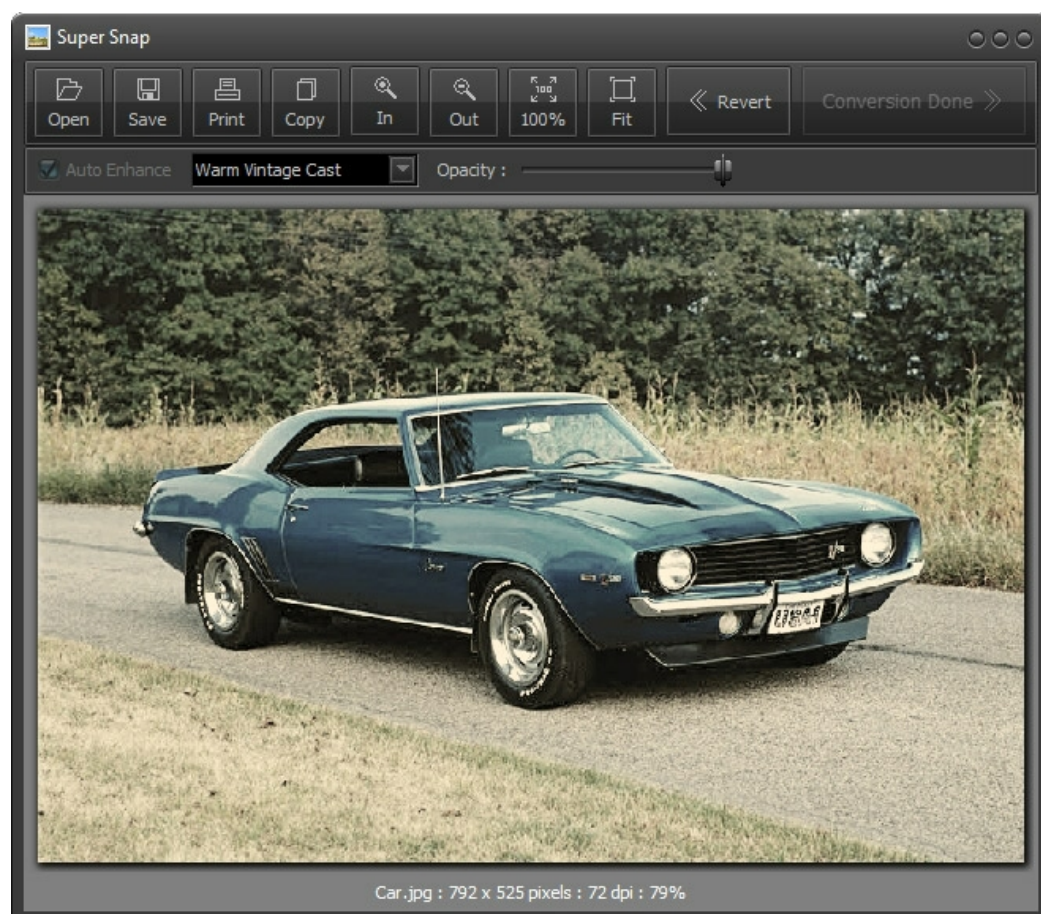 Super Snap
Open Save Print Copy In Out 100% Fit Revert Conversion Done
Auto Enhance Warm Vintage Cast Opacity :
Car.jpg : 792 x 525 pixels : 72 dpi : 79%